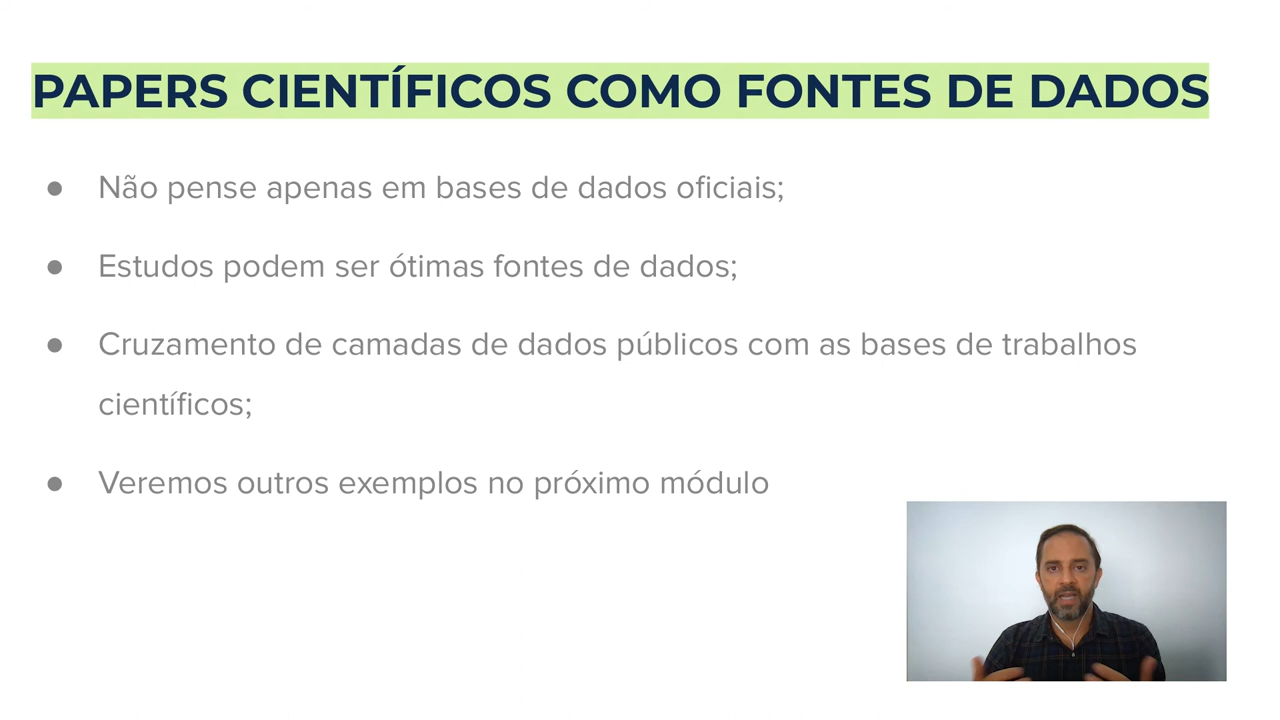 PAPERS CIENTÍFICOS COMO FONTES DE DADOS
● Não pense apenas em bases de dados oficiais;
● Estudos podem ser ótimas fontes de dados;
● Cruzamento de camadas de dados públicos com as bases de trabalhos
científicos;
● Veremos outros exemplos no próximo módulo